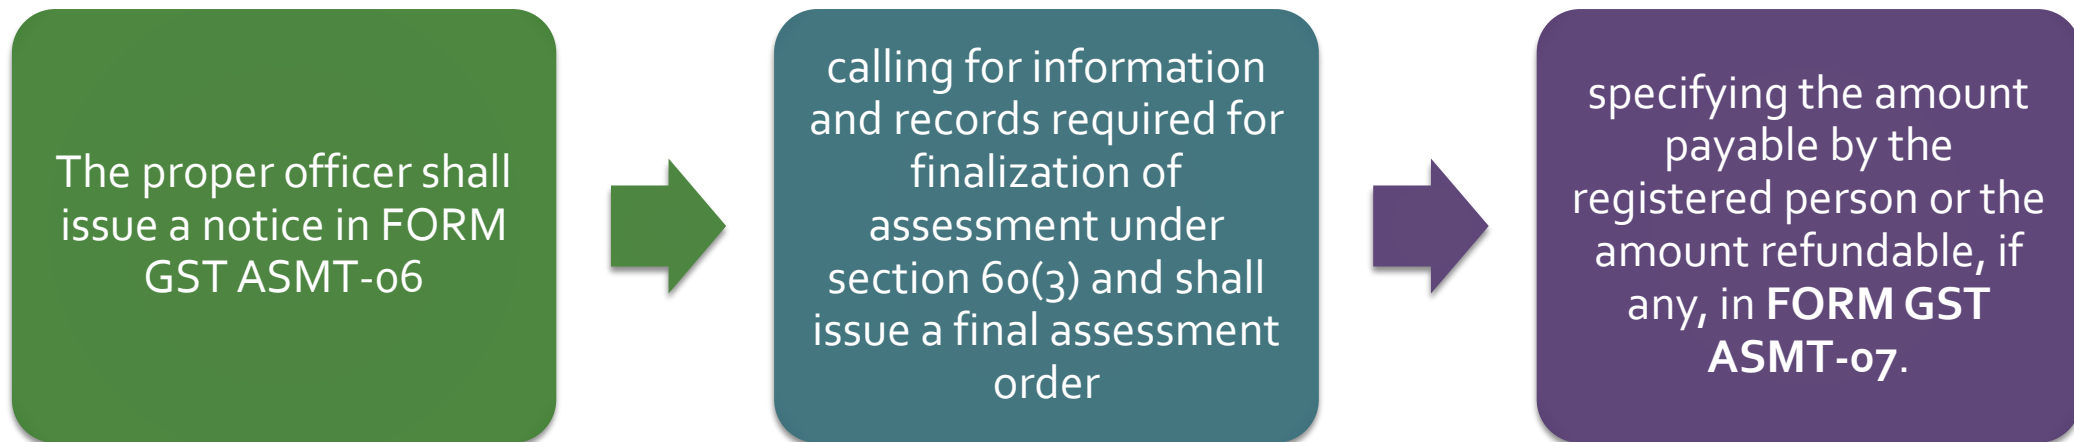 The proper officer shall
issue a notice in FORM
GST ASMT-06
calling for information
and records required for
finalization of
assessment under
section 60(3) and shall
issue a final assessment
order
specifying the amount
payable by the
registered person or the
amount refundable, if
any, in FORM GST
ASMT-07.